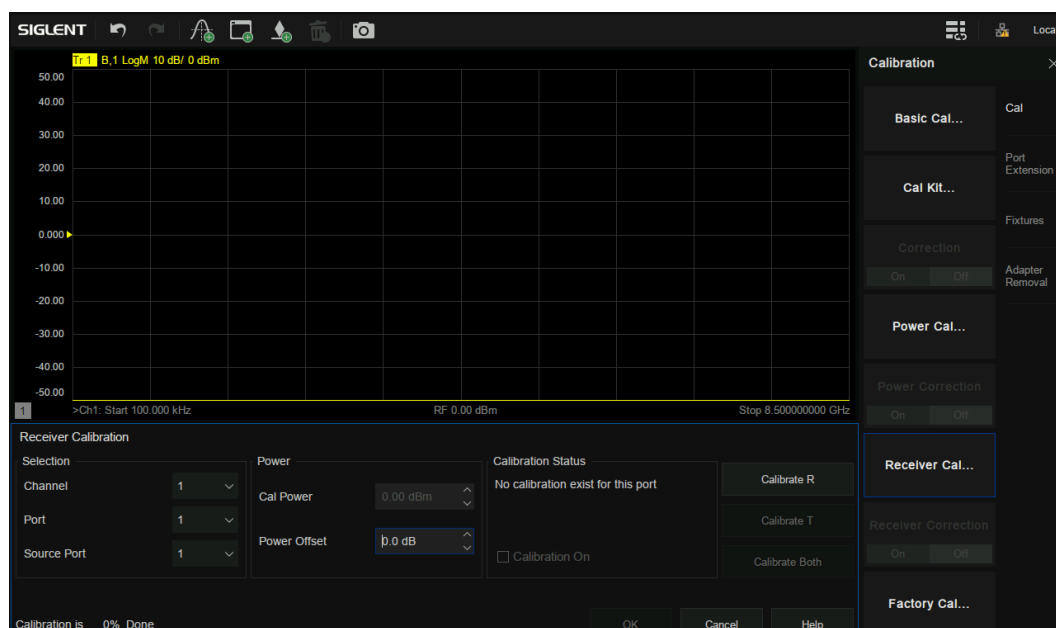 SIGLENT
Loca
Tr 1 B,1 LogM 10 dB/ 0 dBm
50.00
40.00
30.00
20.00
10.00
0.000
-10.00
-20.00
-30.00
-40.00
-50.00
1
>Ch1: Start 100.000 kHz RF 0.00 dBm Stop 8.500000000 GHz
Receiver Calibration
Selection
Channel 1
Port 1
Source Port 1
Power
Cal Power 0.00 dBm
Power Offset 0.0 dB
Calibration Status
No calibration exist for this port
Calibration On
Calibrate R
Calibrate T
Calibrate Both
Calibration is 0% Done
OK Cancel Help
Calibration
Basic Cal...
Cal Kit...
Correction
On Off
Power Cal...
Power Correction
On Off
Receiver Cal...
Receiver Correction
On Off
Factory Cal...
Cal
Port
Extension
Fixtures
Adapter
Removal